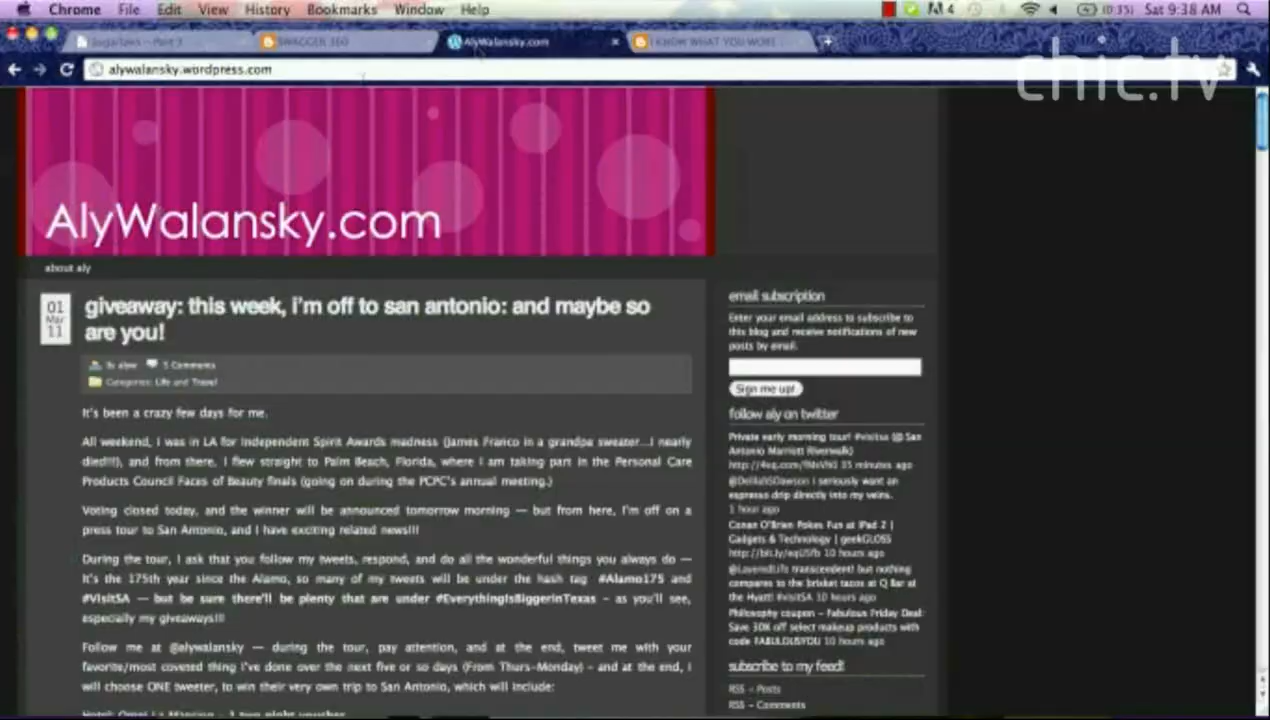 Chrome File Edit View History Bookmarks Window Help
(0:35) Sat 9:38 AM
SWAGGER 360
AlyWalansky.com
I KNOW WHAT YOU WORE
alywalansky.wordpress.com
chic.tv
AlyWalansky.com
about aly
01
Mar
11
giveaway: this week, i'm off to san antonio: and maybe so
are you!
By alyw 5 Comments
Categories: Life and Travel
It's been a crazy few days for me.
All weekend, I was in LA for Independent Spirit Awards madness (James Franco in a grandpa sweater...I nearly
died!!!), and from there, I flew straight to Palm Beach, Florida, where I am taking part in the Personal Care
Products Council Faces of Beauty finals (going on during the PCPC's annual meeting.)
Voting closed today, and the winner will be announced tomorrow morning — but from here, I'm off on a
press tour to San Antonio, and I have exciting related news!!!
During the tour, I ask that you follow my tweets, respond, and do all the wonderful things you always do —
It's the 175th year since the Alamo, so many of my tweets will be under the hash tag #Alamo175 and
#VisitSA — but be sure there'll be plenty that are under #EverythingIsBiggerinTexas – as you'll see,
especially my giveaways!!!
Follow me at @alywalansky — during the tour, pay attention, and at the end, tweet me with your
favorite/most coveted thing I've done over the next five or so days (From Thurs-Monday) – and at the end, I
will choose ONE tweeter, to win their very own trip to San Antonio, which will include:
Hotel: Omni La Mansion – 1 two night voucher
email subscription
Enter your email address to subscribe to
this blog and receive notifications of new
posts by email.
Sign me up!
follow aly on twitter
Private early morning tour! #visitsa (@ San
Antonio Marriott Riverwalk)
35 minutes ago
I seriously want an
espresso drip directly into my veins.
1 hour ago
Conan O'Brien Pokes Fun at iPad 2 |
Gadgets & Technology | geekGLOSS
10 hours ago
transcendent! but nothing
compares to the brisket tacos at Q Bar at
the Hyatt! #visitSA 10 hours ago
Philosophy coupon – Fabulous Friday Deal:
Save 30% off select makeup products with
code FABULOUSYOU 10 hours ago
subscribe to my feed!
RSS – Posts
RSS – Comments